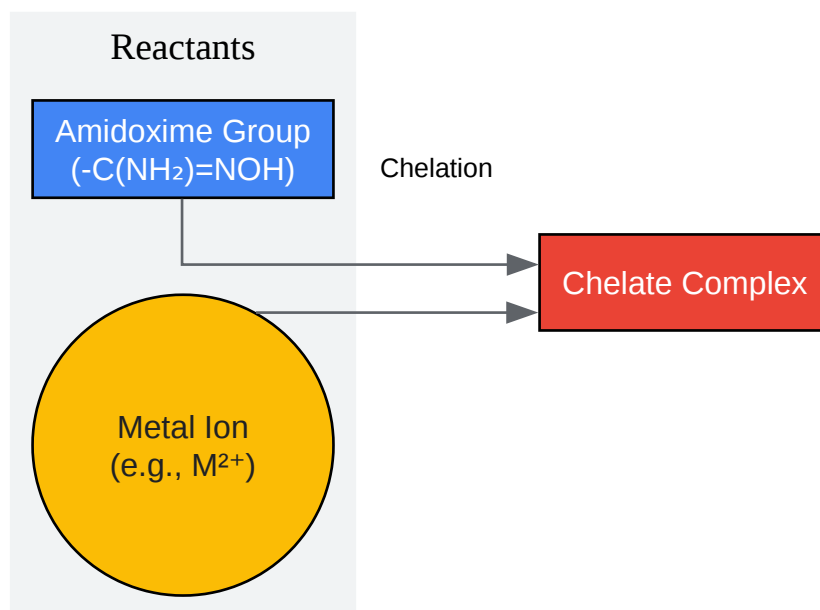 Reactants
Amidoxime Group
(-C(NH₂)=NOH)
Chelation
Chelate Complex
Metal Ion
(e.g., M²⁺)